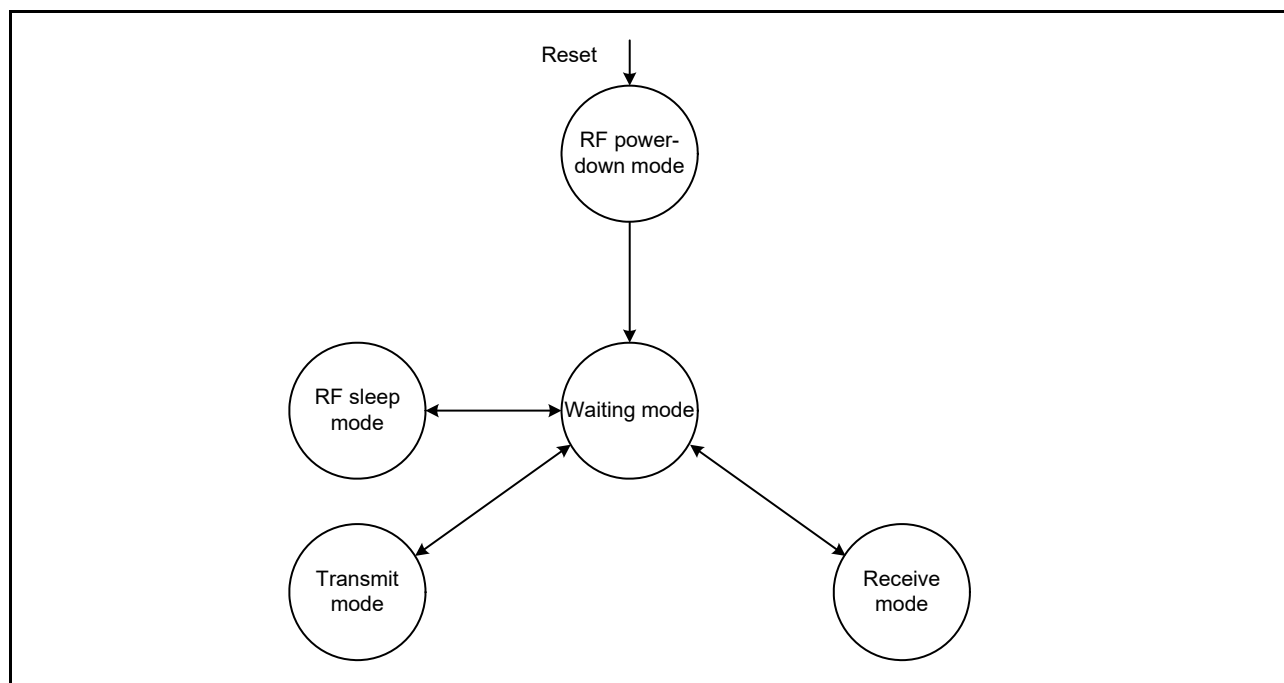 Reset
RF power-
down mode
RF sleep
mode
Waiting mode
Transmit
mode
Receive
mode